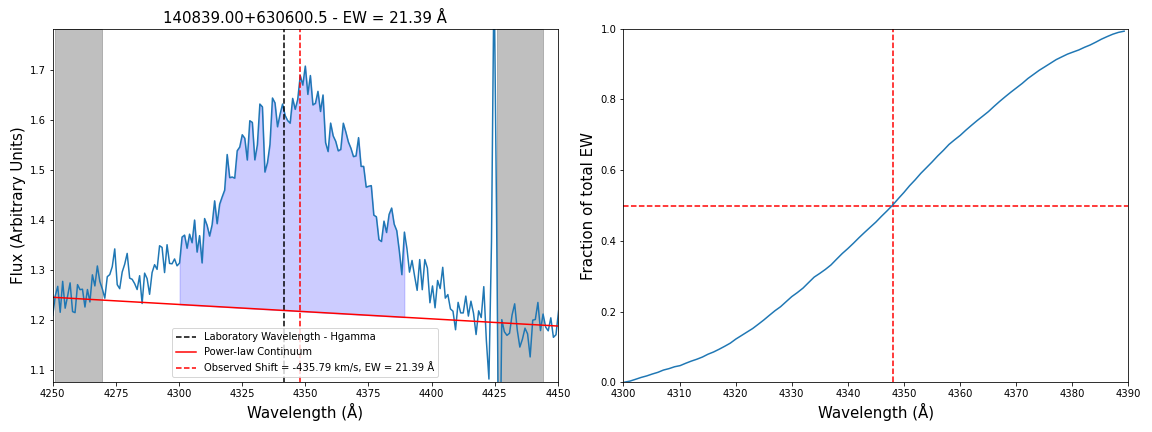 140839.00+630600.5 - EW = 21.39 Å
Flux (Arbitrary Units)
1.7
1.6
1.5
1.4
1.3
1.2
1.1
4250 4275 4300 4325 4350 4375 4400 4425 4450
Wavelength (Å)
Laboratory Wavelength - Hgamma
Power-law Continuum
Observed Shift = -435.79 km/s, EW = 21.39 Å
Fraction of total EW
1.0
0.8
0.6
0.4
0.2
0.0
4300 4310 4320 4330 4340 4350 4360 4370 4380 4390
Wavelength (Å)